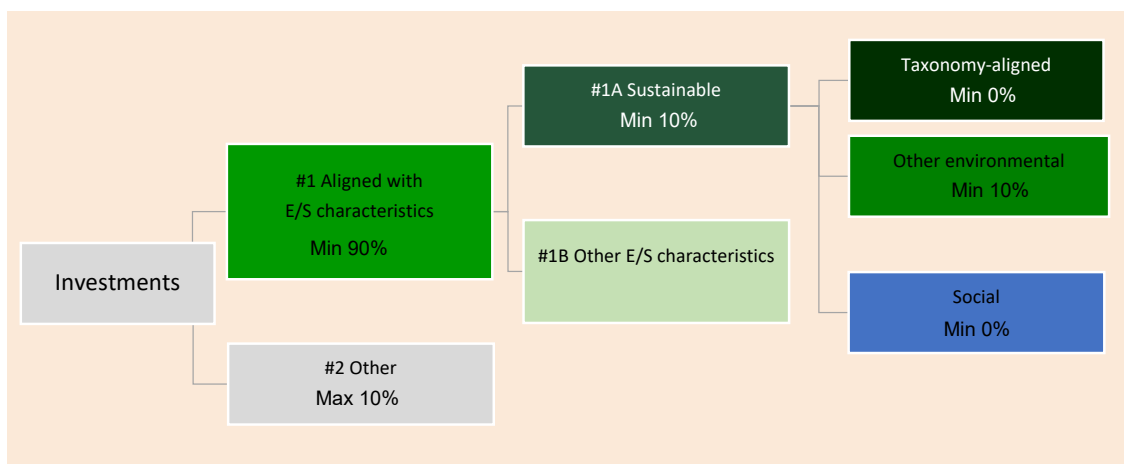 Investments
#1 Aligned with
E/S characteristics
Min 90%
#2 Other
Max 10%
#1A Sustainable
Min 10%
#1B Other E/S characteristics
Taxonomy-aligned
Min 0%
Other environmental
Min 10%
Social
Min 0%